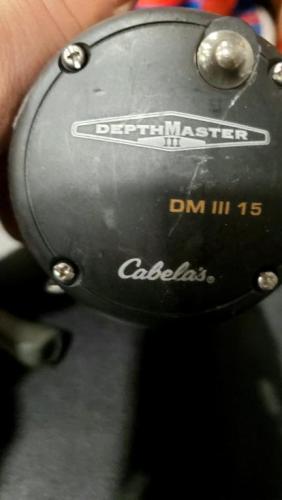 DEPTHMASTER
III
DM III 15
Cabela's®